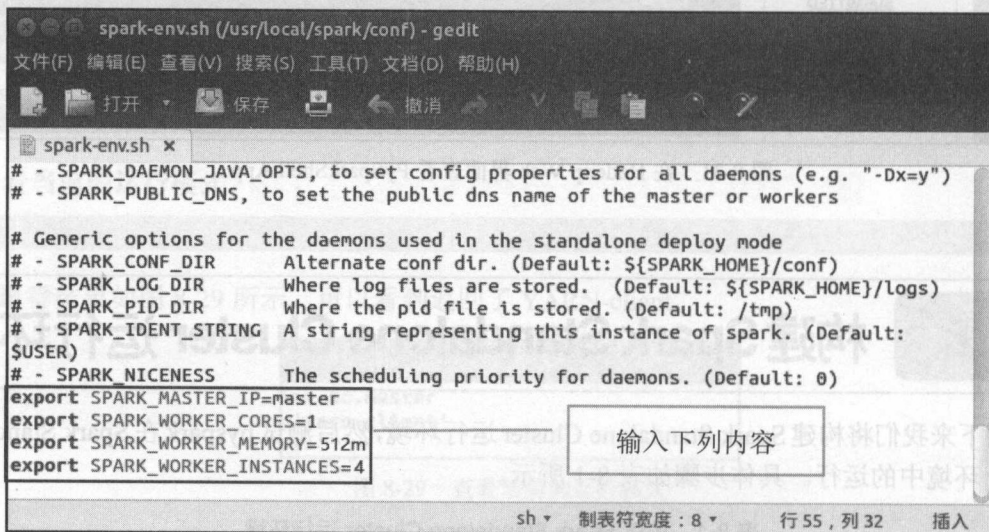 spark-env.sh (/usr/local/spark/conf) - gedit
文件(F) 编辑(E) 查看(V) 搜索(S) 工具(T) 文档(D) 帮助(H)
打开 保存 撤消
spark-env.sh ×
# - SPARK_DAEMON_JAVA_OPTS, to set config properties for all daemons (e.g. "-Dx=y")
# - SPARK_PUBLIC_DNS, to set the public dns name of the master or workers
# Generic options for the daemons used in the standalone deploy mode
# - SPARK_CONF_DIR Alternate conf dir. (Default: ${SPARK_HOME}/conf)
# - SPARK_LOG_DIR Where log files are stored. (Default: ${SPARK_HOME}/logs)
# - SPARK_PID_DIR Where the pid file is stored. (Default: /tmp)
# - SPARK_IDENT_STRING A string representing this instance of spark. (Default:
$USER)
# - SPARK_NICENESS The scheduling priority for daemons. (Default: 0)
export SPARK_MASTER_IP=master
export SPARK_WORKER_CORES=1
export SPARK_WORKER_MEMORY=512m
export SPARK_WORKER_INSTANCES=4
输入下列内容
sh 制表符宽度：8 行 55，列 32 插入